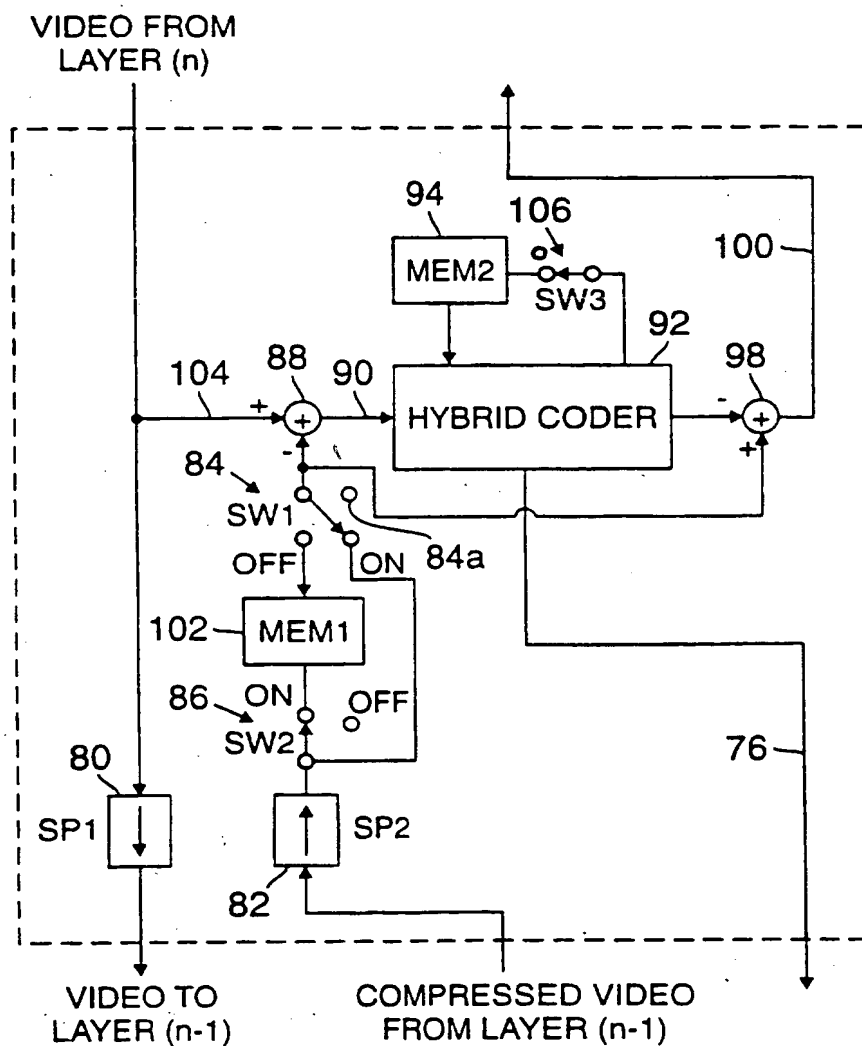 VIDEO FROM
LAYER (n)
94
106
MEM2
SW3
100
92
88
90
98
104
+
+
HYBRID CODER
-
+
-
+
84
SW1
84a
OFF
ON
102
MEM1
ON
OFF
86
SW2
76
80
SP1
SP2
82
VIDEO TO
LAYER (n-1)
COMPRESSED VIDEO
FROM LAYER (n-1)